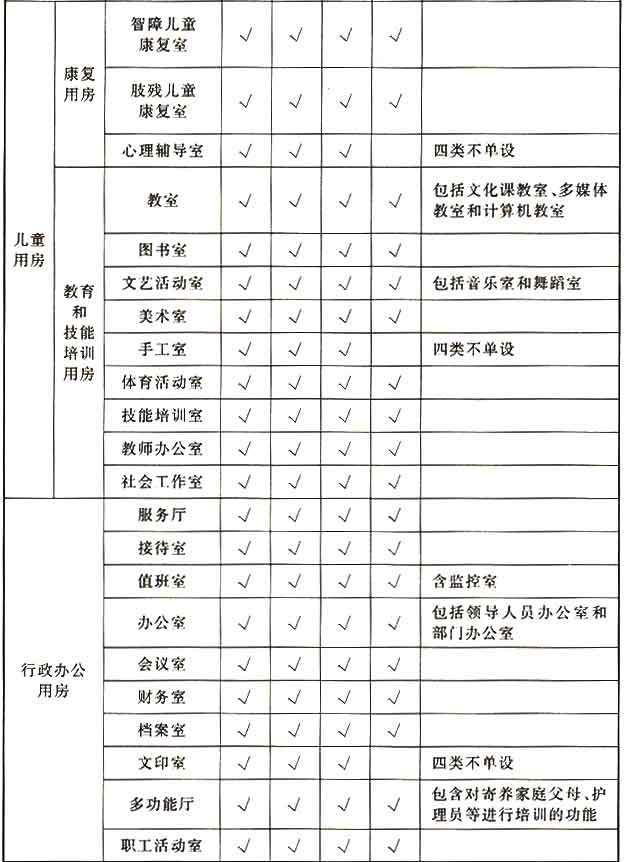 儿童
用房
康复
用房
智障儿童
康复室
√ √ √ √
肢残儿童
康复室
√ √ √ √
心理辅导室 √ √ √ 四类不单设
教育
和
技能
培训
用房
教室 √ √ √ √
包括文化课教室、多媒体
教室和计算机教室
图书室 √ √ √ √
文艺活动室 √ √ √ √ 包括音乐室和舞蹈室
美术室 √ √ √ √
手工室 √ √ √ 四类不单设
体育活动室 √ √ √ √
技能培训室 √ √ √ √
教师办公室 √ √ √ √
社会工作室 √ √ √ √
行政办公
用房
服务厅 √ √ √ √
接待室 √ √ √ √
值班室 √ √ √ √ 含监控室
办公室 √ √ √ √
包括领导人员办公室和
部门办公室
会议室 √ √ √ √
财务室 √ √ √ √
档案室 √ √ √ √
文印室 √ √ √ 四类不单设
多功能厅 √ √ √ √
包含对寄养家庭父母、护
理员等进行培训的功能
职工活动室 √ √ √ √